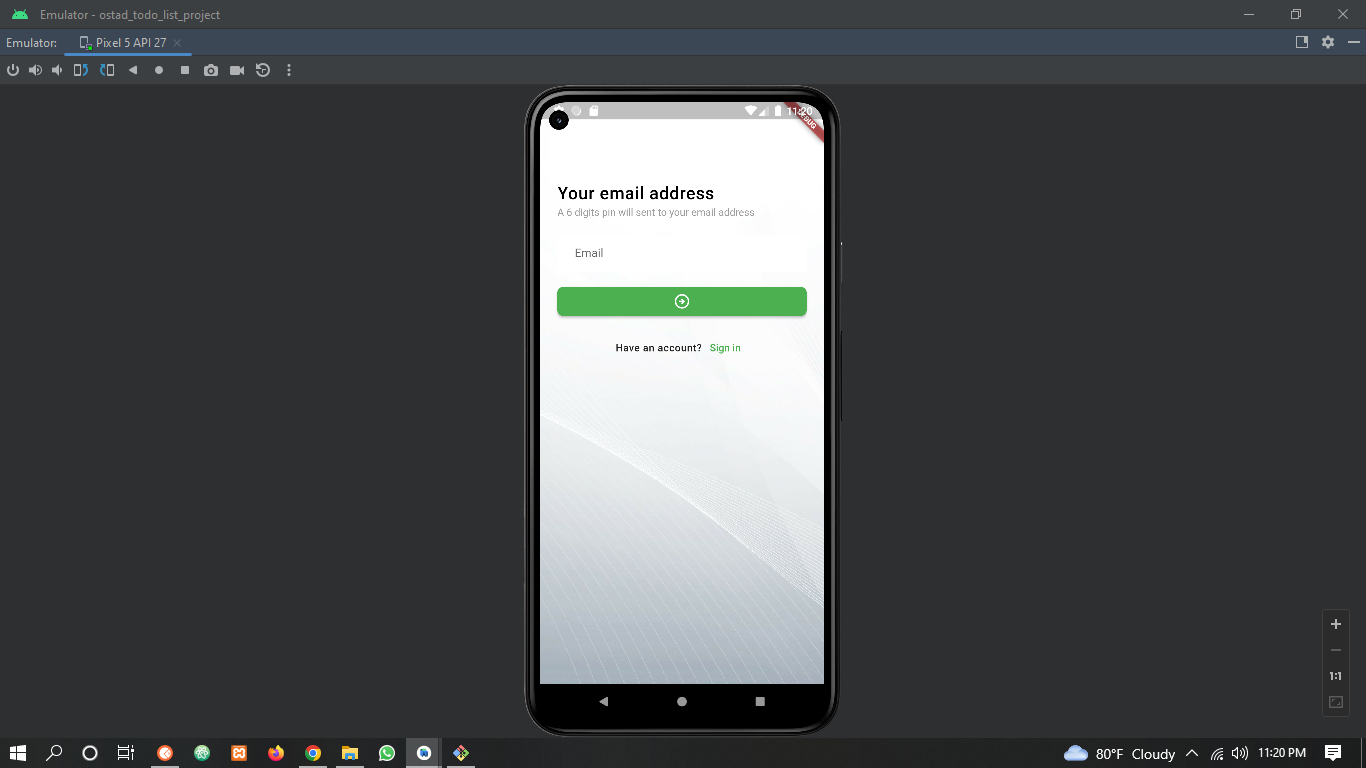 Emulator - ostad_todo_list_project
Emulator:
Pixel 5 API 27
11:20
DEBUG
Your email address
A 6 digits pin will sent to your email address
Email
Have an account? Sign in
1:1
80°F Cloudy
11:20 PM